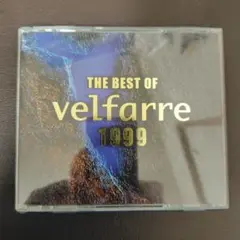 THE BEST OF
velfarre
1999